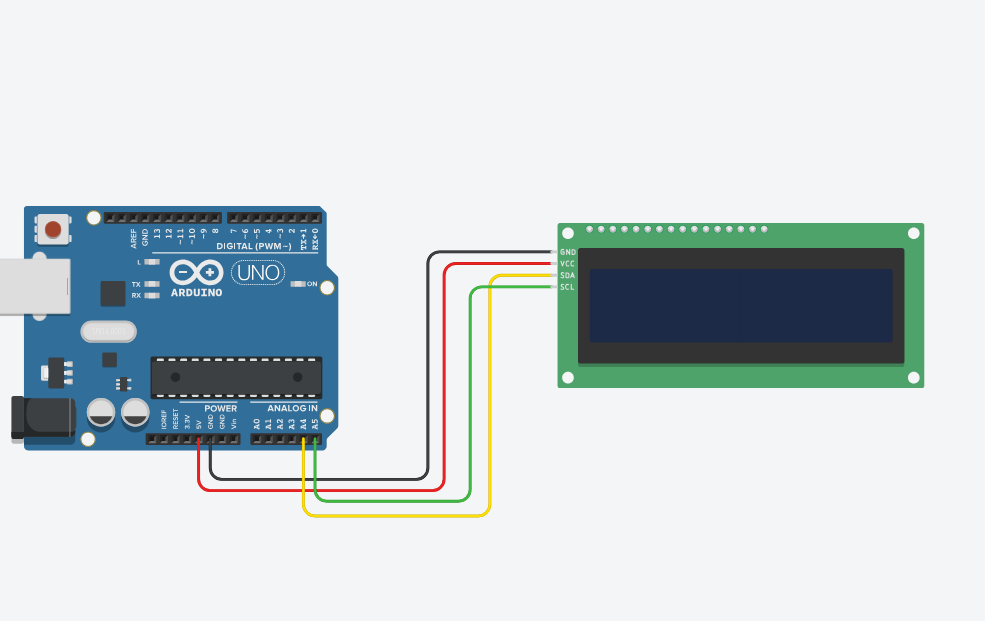 AREF
GND
13
12
~11
~10
~9
8
7
~6
~5
4
~3
2
TX→1
RX←0
DIGITAL (PWM~)
L
TX
RX
ARDUINO
UNO
ON
POWER
ANALOG IN
IOREF
RESET
3.3V
5V
GND
GND
Vin
A0
A1
A2
A3
A4
A5
GND
VCC
SDA
SCL